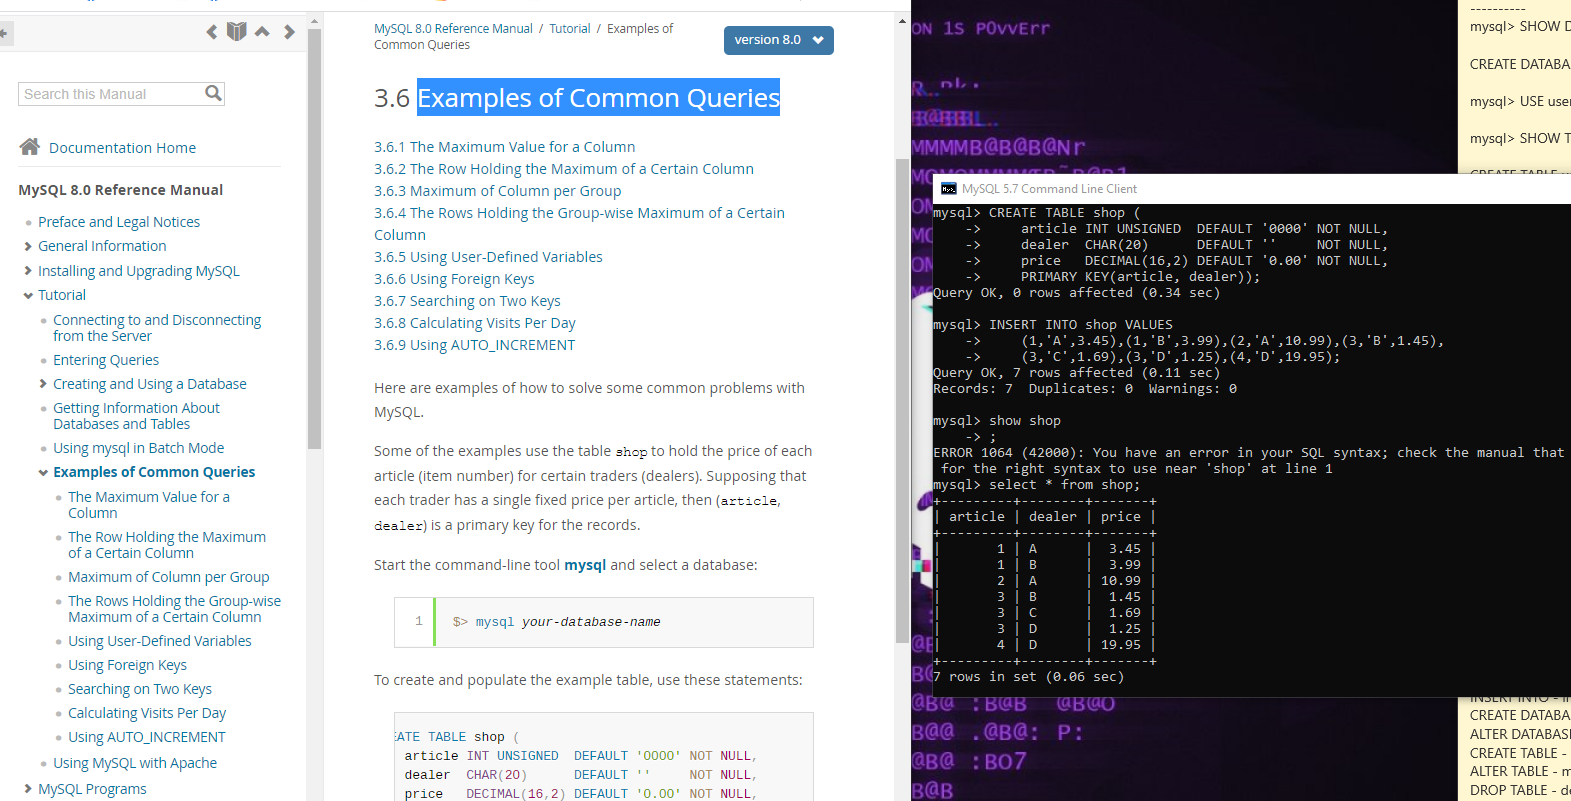 Search this Manual
Documentation Home
MySQL 8.0 Reference Manual
Preface and Legal Notices
General Information
Installing and Upgrading MySQL
Tutorial
Connecting to and Disconnecting
from the Server
Entering Queries
Creating and Using a Database
Getting Information About
Databases and Tables
Using mysql in Batch Mode
Examples of Common Queries
The Maximum Value for a
Column
The Row Holding the Maximum
of a Certain Column
Maximum of Column per Group
The Rows Holding the Group-wise
Maximum of a Certain Column
Using User-Defined Variables
Using Foreign Keys
Searching on Two Keys
Calculating Visits Per Day
Using AUTO_INCREMENT
Using MySQL with Apache
MySQL Programs
MySQL 8.0 Reference Manual / Tutorial / Examples of
Common Queries
version 8.0
3.6 Examples of Common Queries
3.6.1 The Maximum Value for a Column
3.6.2 The Row Holding the Maximum of a Certain Column
3.6.3 Maximum of Column per Group
3.6.4 The Rows Holding the Group-wise Maximum of a Certain
Column
3.6.5 Using User-Defined Variables
3.6.6 Using Foreign Keys
3.6.7 Searching on Two Keys
3.6.8 Calculating Visits Per Day
3.6.9 Using AUTO_INCREMENT
Here are examples of how to solve some common problems with
MySQL.
Some of the examples use the table shop to hold the price of each
article (item number) for certain traders (dealers). Supposing that
each trader has a single fixed price per article, then (article,
dealer) is a primary key for the records.
Start the command-line tool mysql and select a database:
1 $> mysql your-database-name
To create and populate the example table, use these statements:
EATE TABLE shop (
article INT UNSIGNED DEFAULT '0000' NOT NULL,
dealer CHAR(20) DEFAULT '' NOT NULL,
price DECIMAL(16,2) DEFAULT '0.00' NOT NULL,
ON 1S P0vvErr
MMMMB@B@B@Nr
MySQL 5.7 Command Line Client
mysql> CREATE TABLE shop (
-> article INT UNSIGNED DEFAULT '0000' NOT NULL,
-> dealer CHAR(20) DEFAULT '' NOT NULL,
-> price DECIMAL(16,2) DEFAULT '0.00' NOT NULL,
-> PRIMARY KEY(article, dealer));
Query OK, 0 rows affected (0.34 sec)
mysql> INSERT INTO shop VALUES
-> (1,'A',3.45),(1,'B',3.99),(2,'A',10.99),(3,'B',1.45),
-> (3,'C',1.69),(3,'D',1.25),(4,'D',19.95);
Query OK, 7 rows affected (0.11 sec)
Records: 7 Duplicates: 0 Warnings: 0
mysql> show shop
-> ;
ERROR 1064 (42000): You have an error in your SQL syntax; check the manual that
for the right syntax to use near 'shop' at line 1
mysql> select * from shop;
+---------+--------+-------+
| article | dealer | price |
+---------+--------+-------+
| 1 | A | 3.45 |
| 1 | B | 3.99 |
| 2 | A | 10.99 |
| 3 | B | 1.45 |
| 3 | C | 1.69 |
| 3 | D | 1.25 |
| 4 | D | 19.95 |
+---------+--------+-------+
7 rows in set (0.06 sec)
@B@ :B@B @B@O
B@@ .@B@: P:
@B@ :BO7
B@B
----------
mysql> SHOW D
CREATE DATABA
mysql> USE user
mysql> SHOW T
CREATE DATABA
ALTER DATABAS
CREATE TABLE -
ALTER TABLE - m
DROP TABLE - de